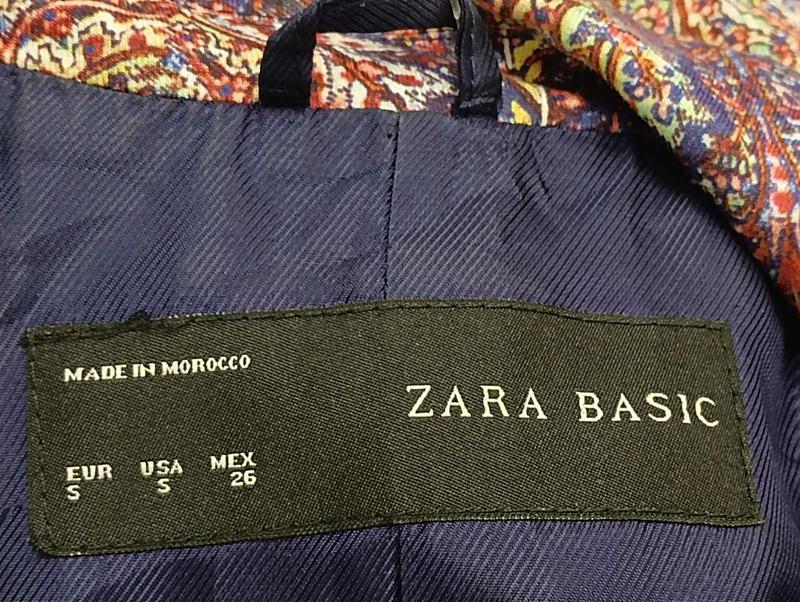 MADE IN MOROCCO
ZARA BASIC
EUR USA MEX
S S 26